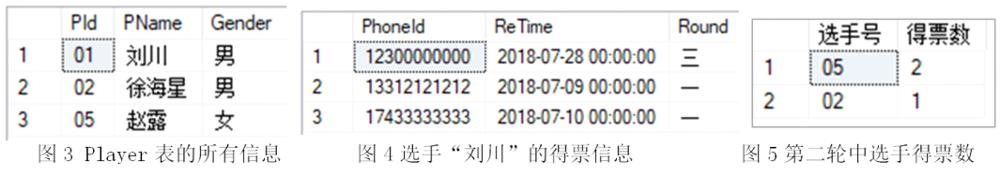 PId PName Gender
1 01 刘川 男
2 02 徐海星 男
3 05 赵露 女
图3 Player 表的所有信息
PhoneId ReTime Round
1 12300000000 2018-07-28 00:00:00 三
2 13312121212 2018-07-09 00:00:00 一
3 17433333333 2018-07-10 00:00:00 一
图4选手“刘川”的得票信息
选手号 得票数
1 05 2
2 02 1
图5第二轮中选手得票数